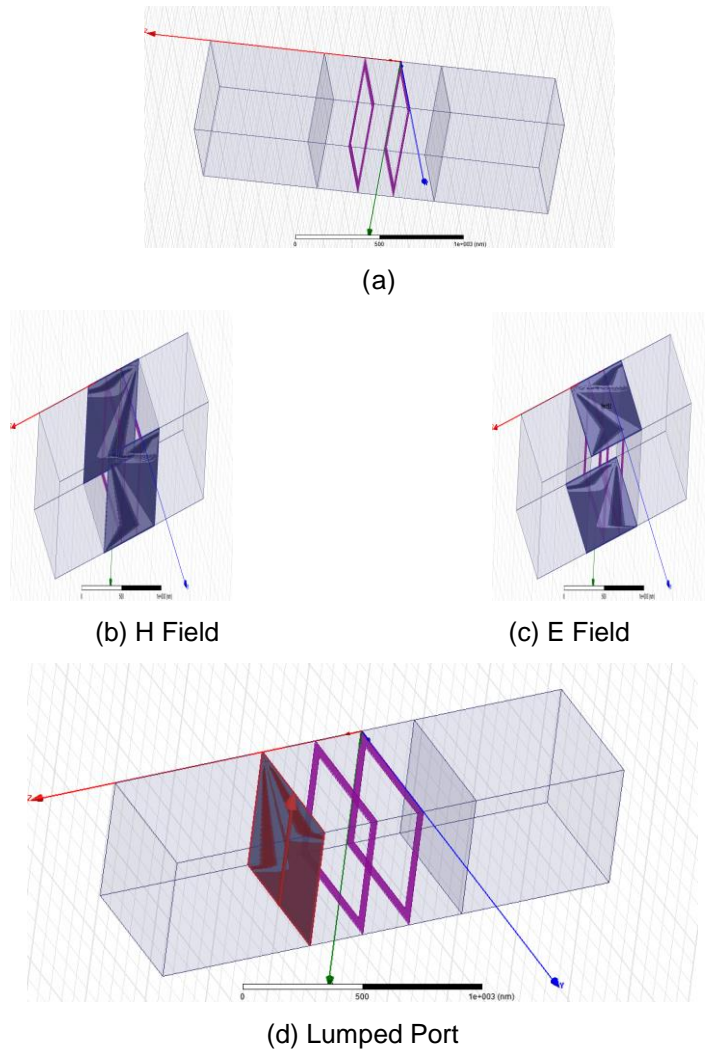 Z
0 500 1e+003 (nm)
(a)
(b) H Field
(c) E Field
Z
Y
0 500 1e+003 (nm)
(d) Lumped Port